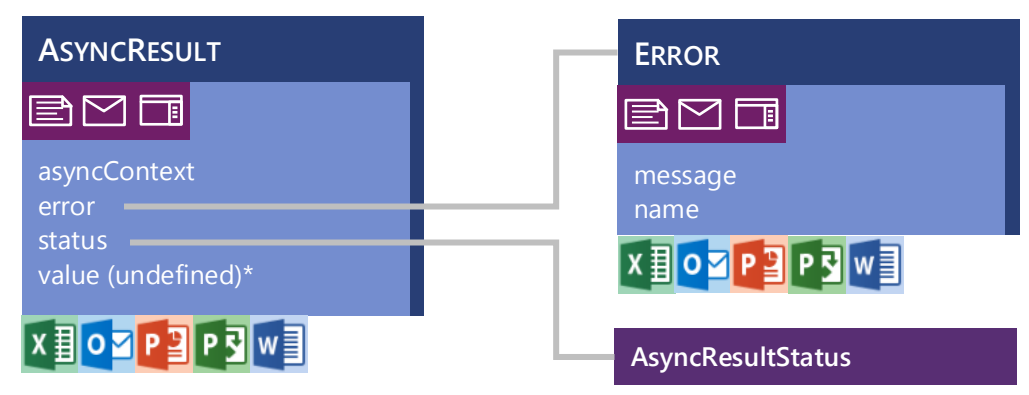 ASYNCRESULT
asyncContext
error
status
value (undefined)*
X O P P W
ERROR
message
name
X O P P W
AsyncResultStatus